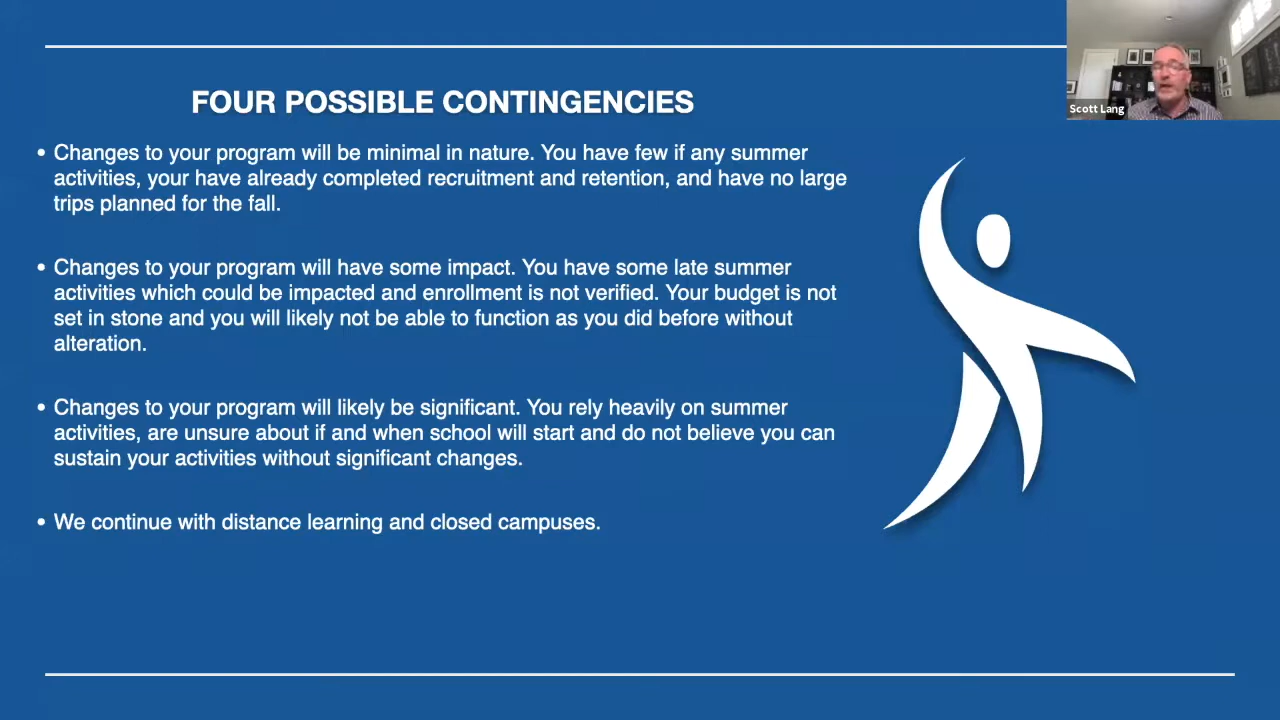 FOUR POSSIBLE CONTINGENCIES
Scott Lang
• Changes to your program will be minimal in nature. You have few if any summer
activities, your have already completed recruitment and retention, and have no large
trips planned for the fall.
• Changes to your program will have some impact. You have some late summer
activities which could be impacted and enrollment is not verified. Your budget is not
set in stone and you will likely not be able to function as you did before without
alteration.
• Changes to your program will likely be significant. You rely heavily on summer
activities, are unsure about if and when school will start and do not believe you can
sustain your activities without significant changes.
• We continue with distance learning and closed campuses.